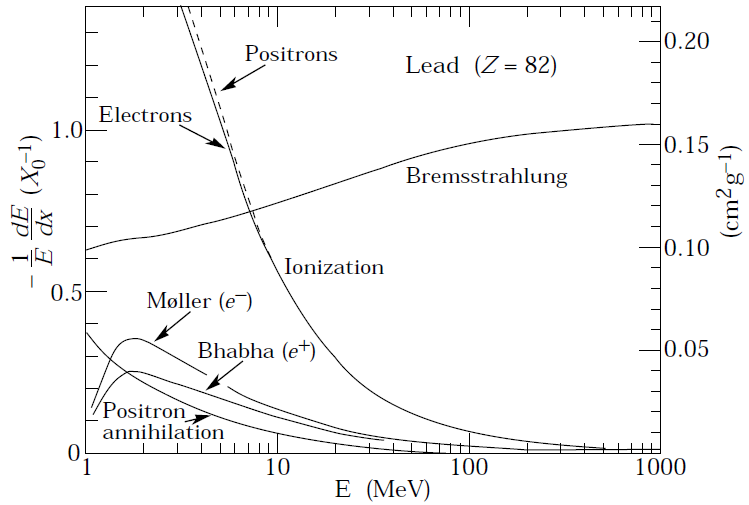 Positrons
Lead (Z = 82)
Electrons
Bremsstrahlung
Ionization
Møller (e⁻)
Bhabha (e⁺)
Positron
annihilation
1.0
0.5
0
− 1/E dE/dx (X₀⁻¹)
0.20
0.15
0.10
0.05
(cm² g⁻¹)
1
10
100
1000
E (MeV)